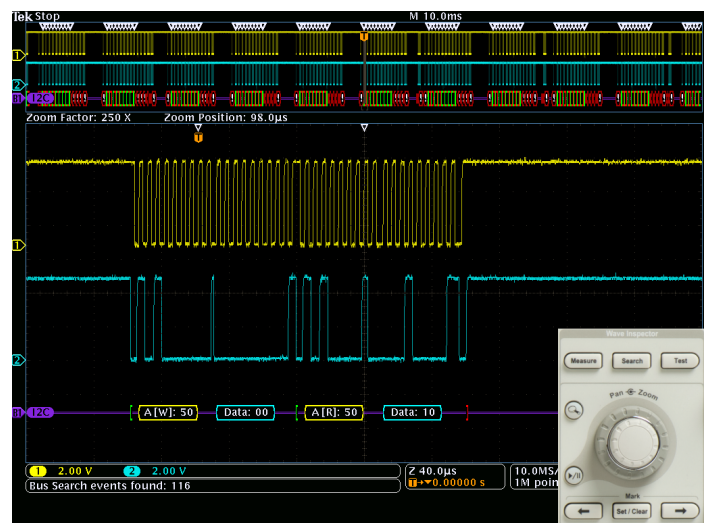 Tek Stop
M 10.0ms
1
T
2
B1 I2C
Zoom Factor: 250 X Zoom Position: 98.0µs
T
1
2
B1 I2C A [W]: 50 Data: 00 A [R]: 50 Data: 10
1 2.00 V 2 2.00 V
Z 40.0µs
T→▼0.00000 s
10.0MS/
1M poin
Bus Search events found: 116
Wave Inspector
Measure Search Test
Pan Zoom
Mark
← Set / Clear →